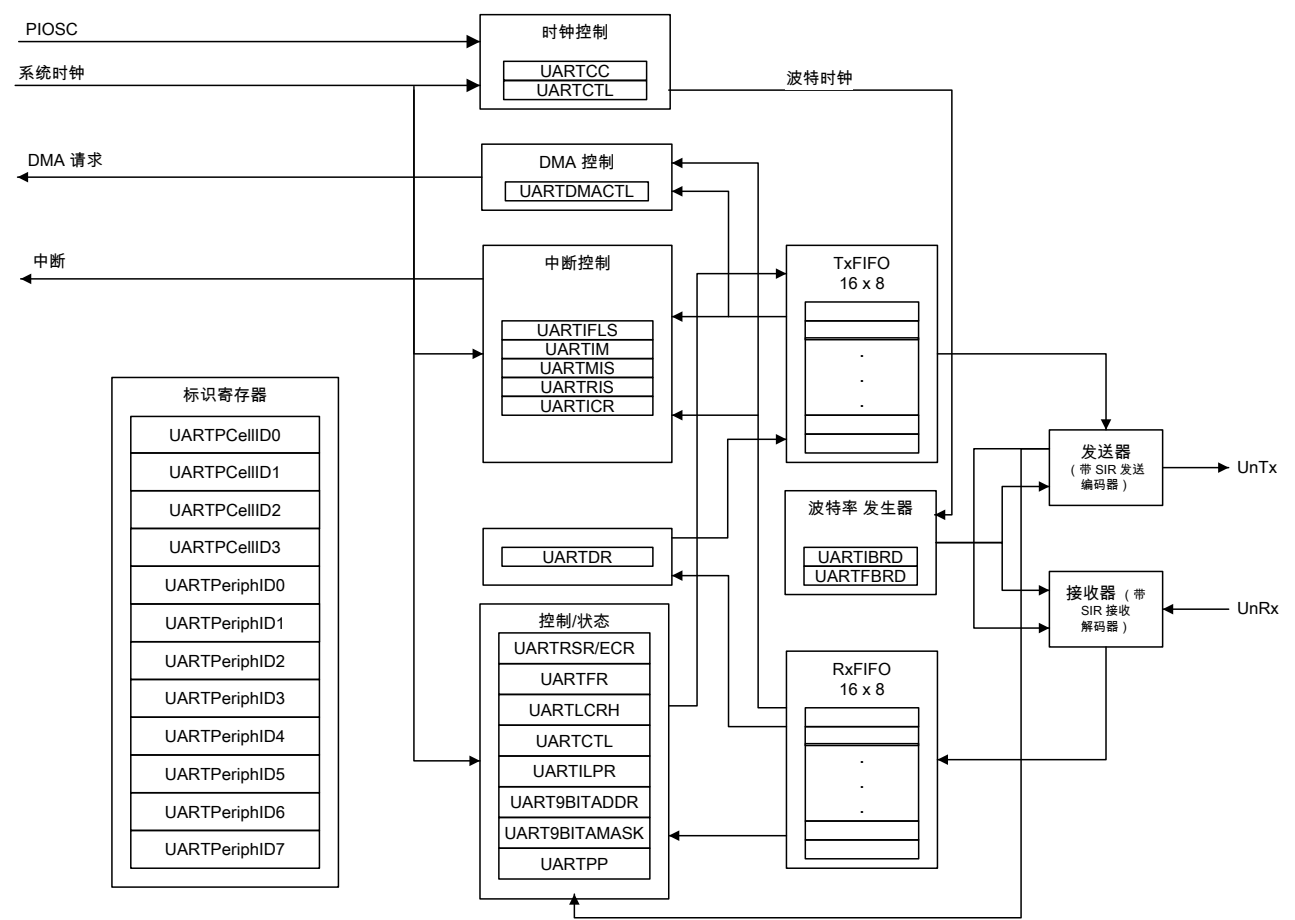 PIOSC
系统时钟
时钟控制
UARTCC
UARTCTL
波特时钟
DMA 请求
DMA 控制
UARTDMACTL
中断
中断控制
UARTIFLS
UARTIM
UARTMIS
UARTRIS
UARTICR
TxFIFO
16 x 8
.
.
.
标识寄存器
UARTPCellID0
UARTPCellID1
UARTPCellID2
UARTPCellID3
UARTPeriphID0
UARTPeriphID1
UARTPeriphID2
UARTPeriphID3
UARTPeriphID4
UARTPeriphID5
UARTPeriphID6
UARTPeriphID7
UARTDR
波特率 发生器
UARTIBRD
UARTFBRD
发送器
（带 SIR 发送
编码器）
UnTx
接收器 （带
SIR 接收
解码器）
UnRx
控制/状态
UARTRSR/ECR
UARTFR
UARTLCRH
UARTCTL
UARTILPR
UART9BITADDR
UART9BITAMASK
UARTPP
RxFIFO
16 x 8
.
.
.